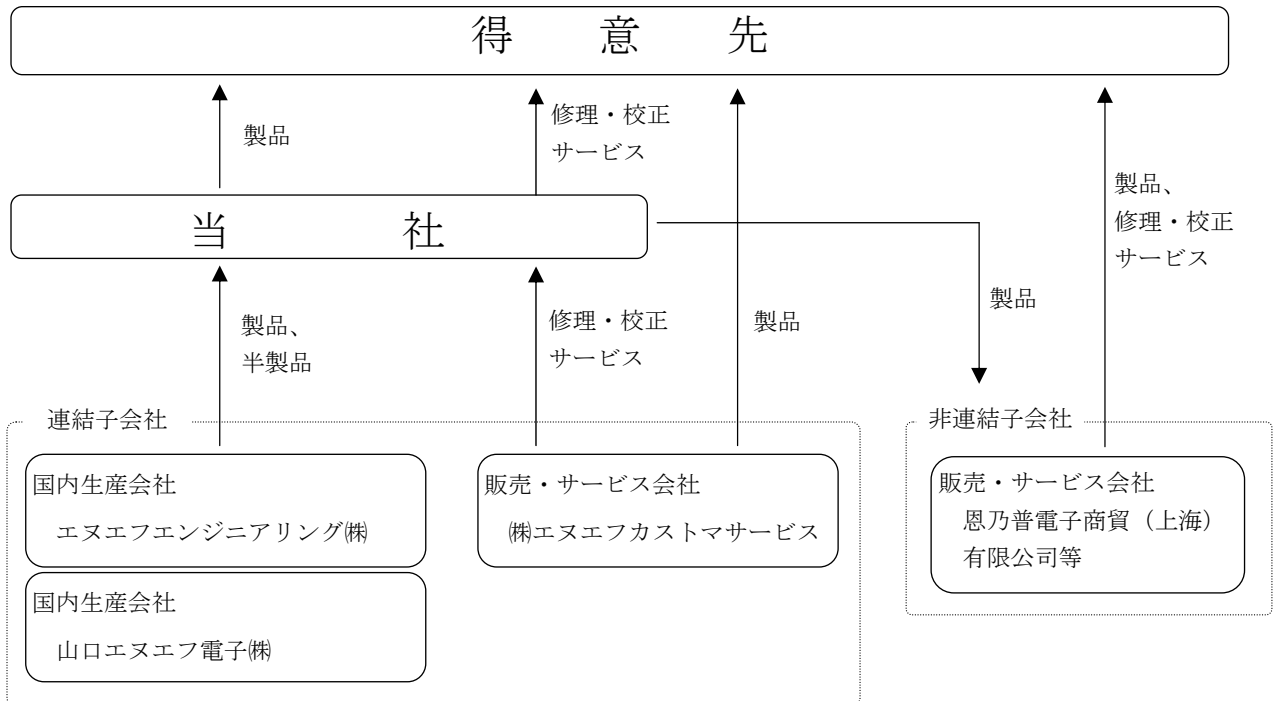 得意先
製品
修理・校正
サービス
製品、
修理・校正
サービス
当社
製品、
半製品
修理・校正
サービス
製品
製品
連結子会社
非連結子会社
国内生産会社
エヌエフエンジニアリング㈱
販売・サービス会社
㈱エヌエフカストマサービス
販売・サービス会社
恩乃普電子商貿（上海）
有限公司等
国内生産会社
山口エヌエフ電子㈱